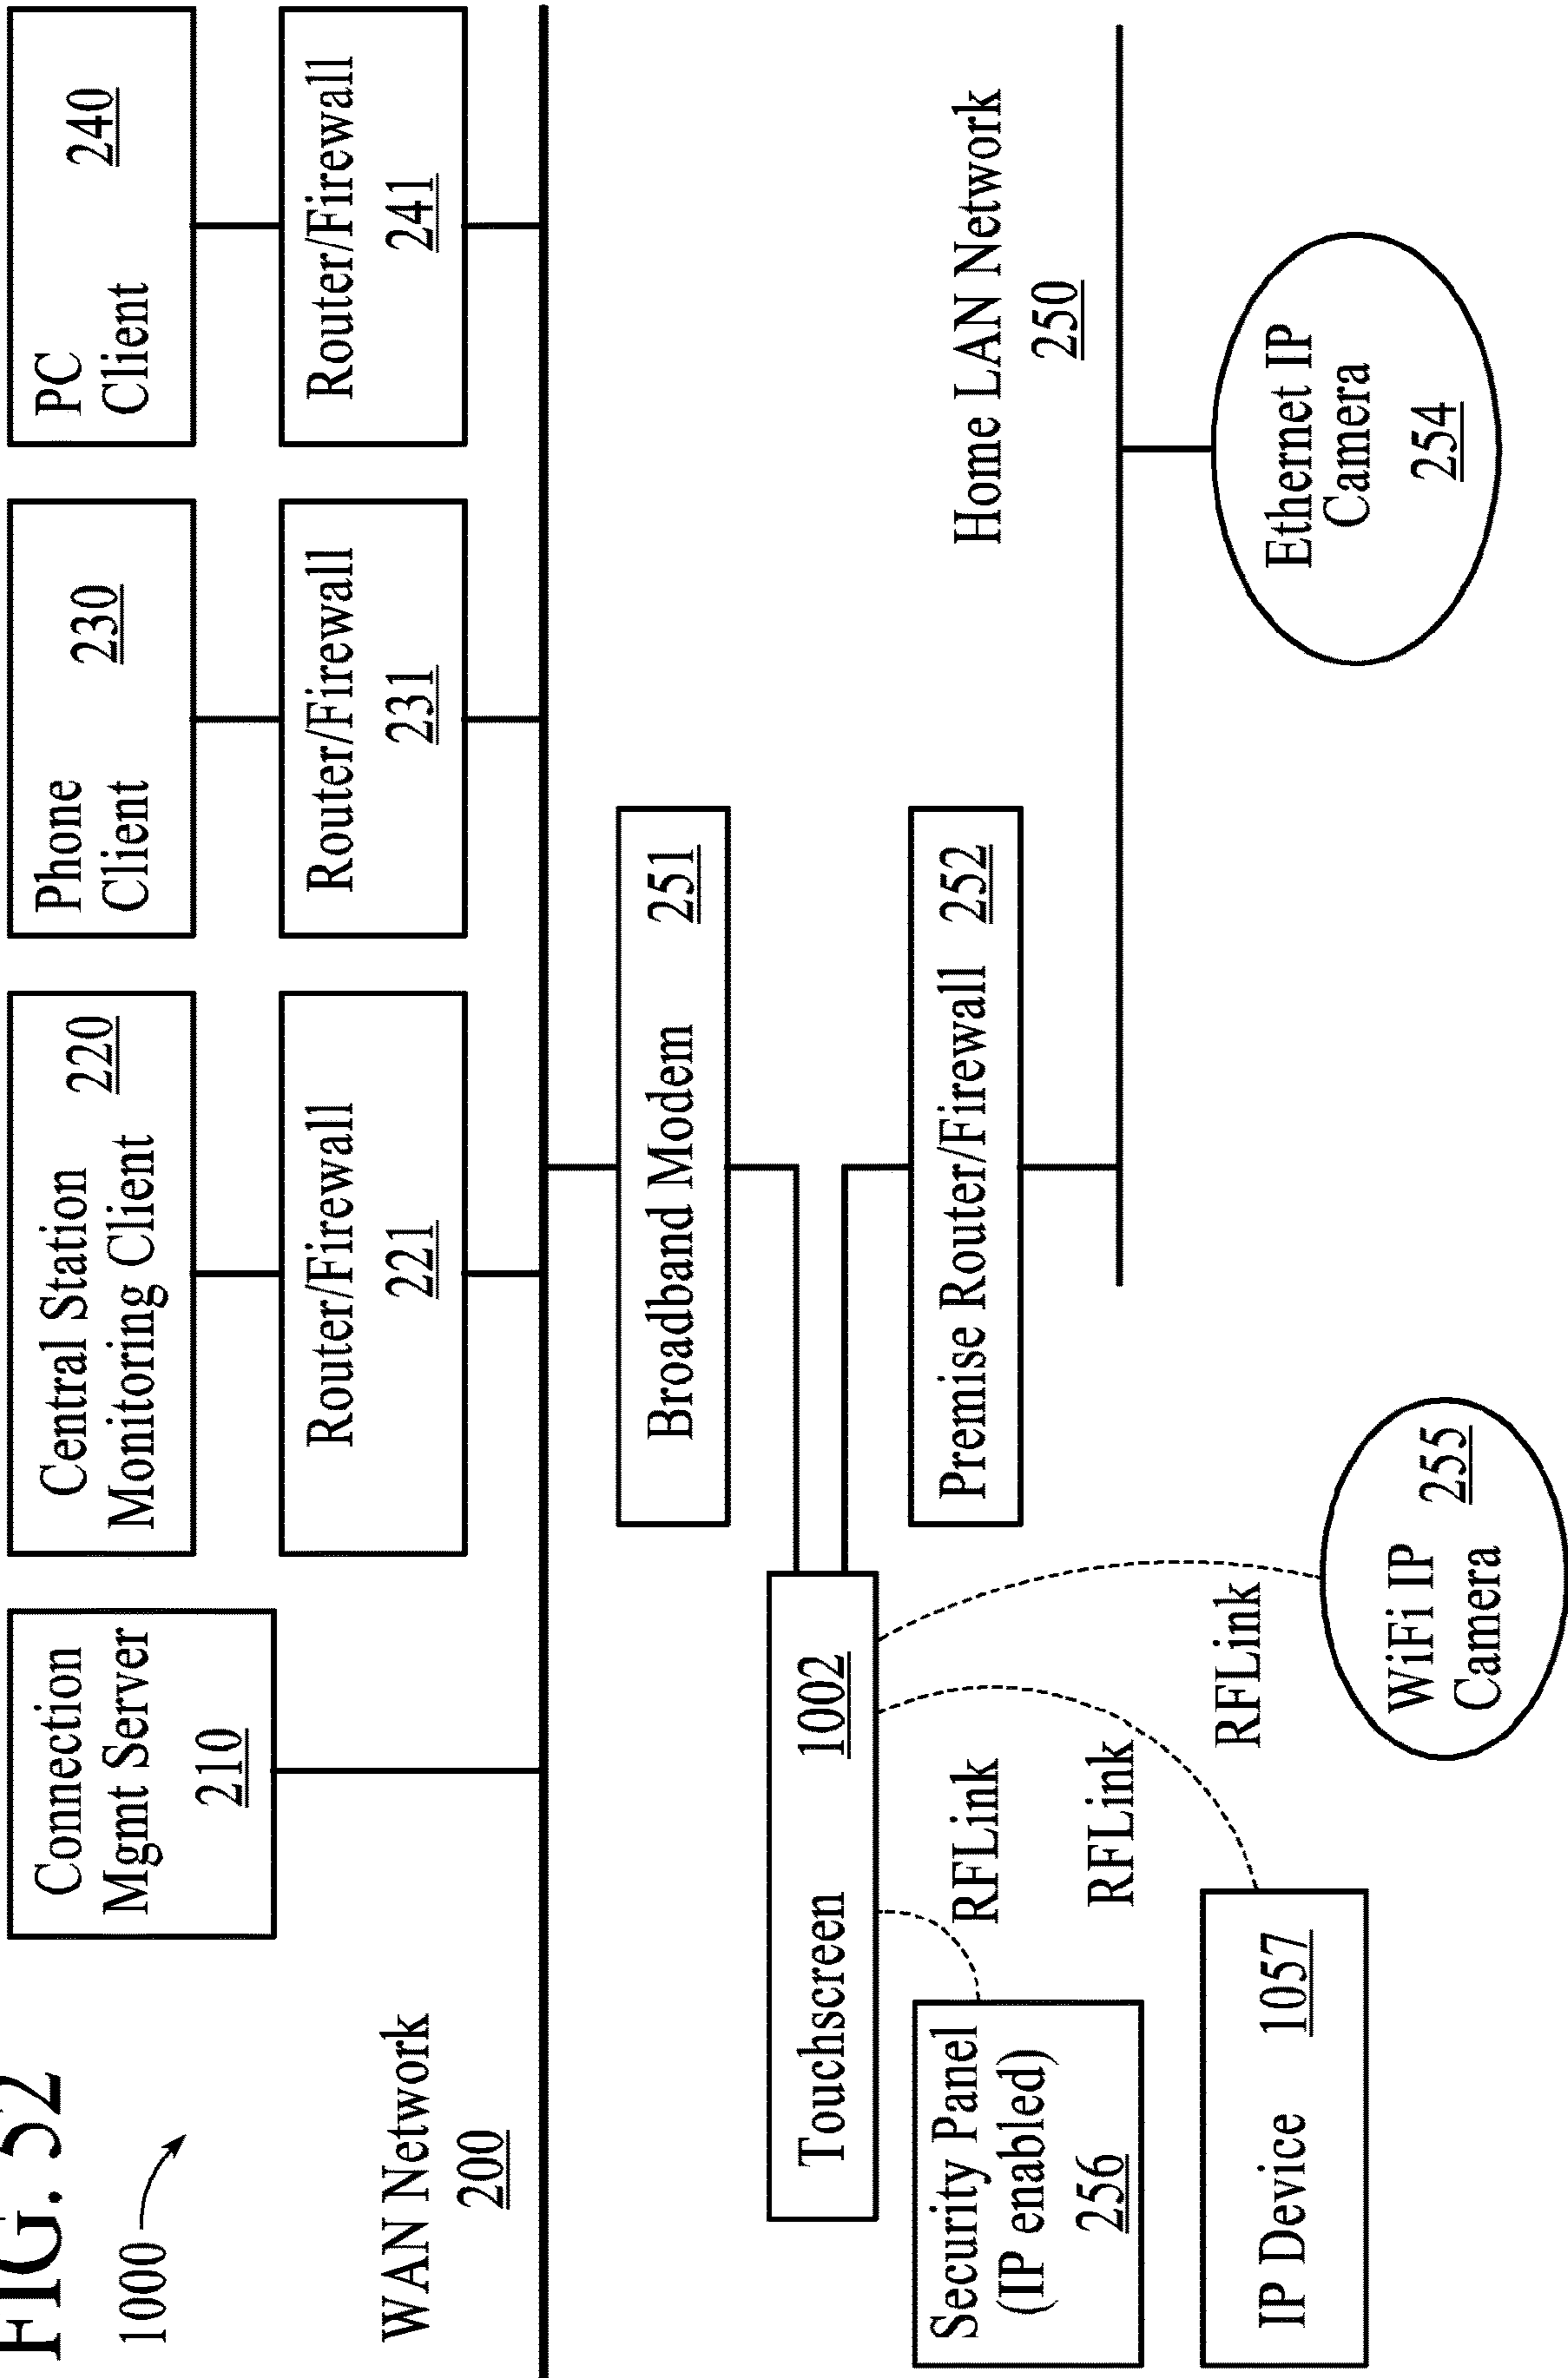 FIG. 52
1000
Connection
Mgmt Server
210
Central Station
Monitoring Client
220
Phone
Client
230
PC
Client
240
Router/Firewall
221
Router/Firewall
231
Router/Firewall
241
WAN Network
200
Broadband Modem 251
Touchscreen 1002
Premise Router/Firewall 252
Home LAN Network
250
Security Panel
(IP enabled)
256
RFLink
RFLink
RFLink
IP Device 1057
WiFi IP
Camera
255
Ethernet IP
Camera
254